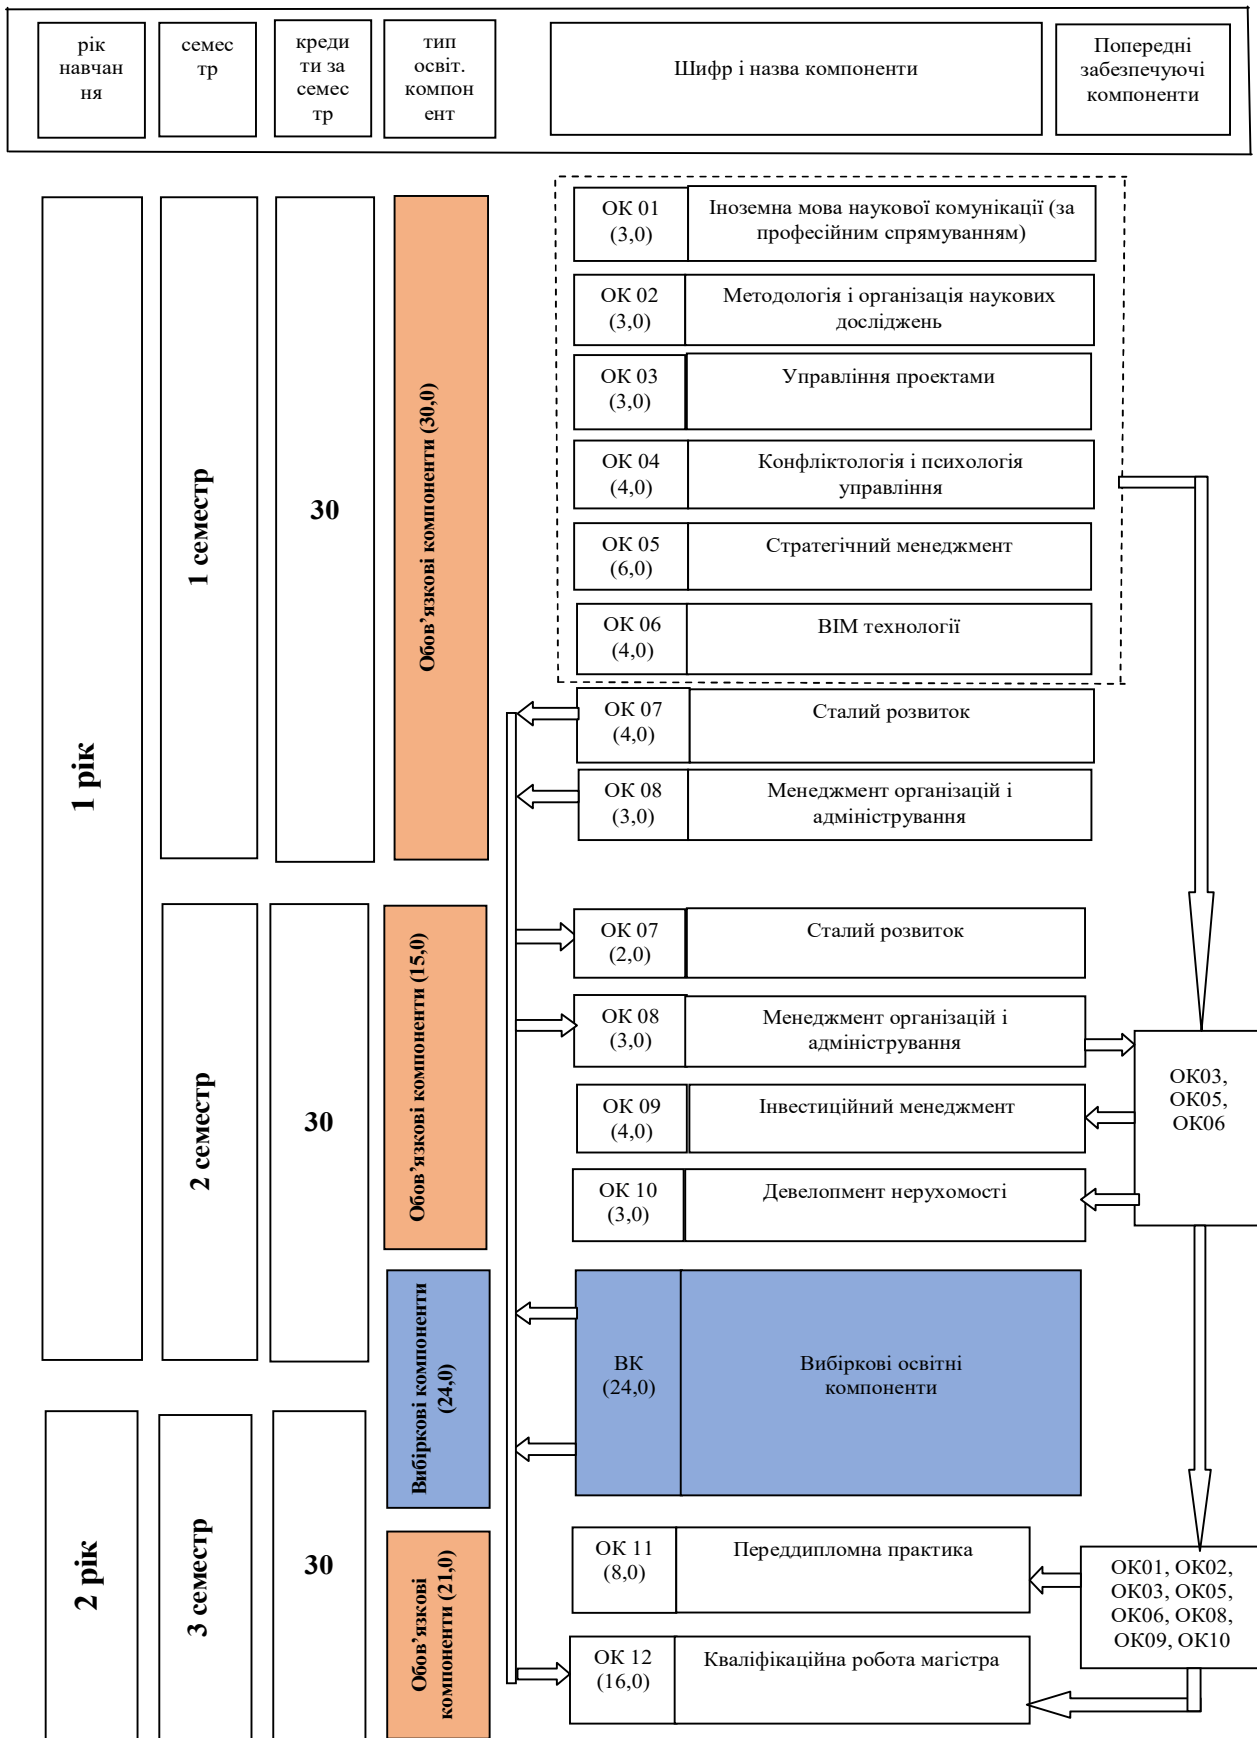 рік
навчан
ня
семес
тр
креди
ти за
семес
тр
тип
освіт.
компон
ент
Шифр і назва компоненти
Попередні
забезпечуючі
компоненти
1 рік
1 семестр
30
Обов’язкові компоненти (30,0)
ОК 01
(3,0)
Іноземна мова наукової комунікації (за
професійним спрямуванням)
ОК 02
(3,0)
Методологія і організація наукових
досліджень
ОК 03
(3,0)
Управління проектами
ОК 04
(4,0)
Конфліктологія і психологія
управління
ОК 05
(6,0)
Стратегічний менеджмент
ОК 06
(4,0)
BIM технології
ОК 07
(4,0)
Сталий розвиток
ОК 08
(3,0)
Менеджмент організацій і
адміністрування
2 семестр
30
Обов’язкові компоненти (15,0)
ОК 07
(2,0)
Сталий розвиток
ОК 08
(3,0)
Менеджмент організацій і
адміністрування
ОК 09
(4,0)
Інвестиційний менеджмент
ОК 10
(3,0)
Девелопмент нерухомості
ОК03,
ОК05,
ОК06
Вибіркові компоненти
(24,0)
ВК
(24,0)
Вибіркові освітні
компоненти
2 рік
3 семестр
30
Обов’язкові
компоненти (21,0)
ОК 11
(8,0)
Переддипломна практика
ОК 12
(16,0)
Кваліфікаційна робота магістра
ОК01, ОК02,
ОК03, ОК05,
ОК06, ОК08,
ОК09, ОК10